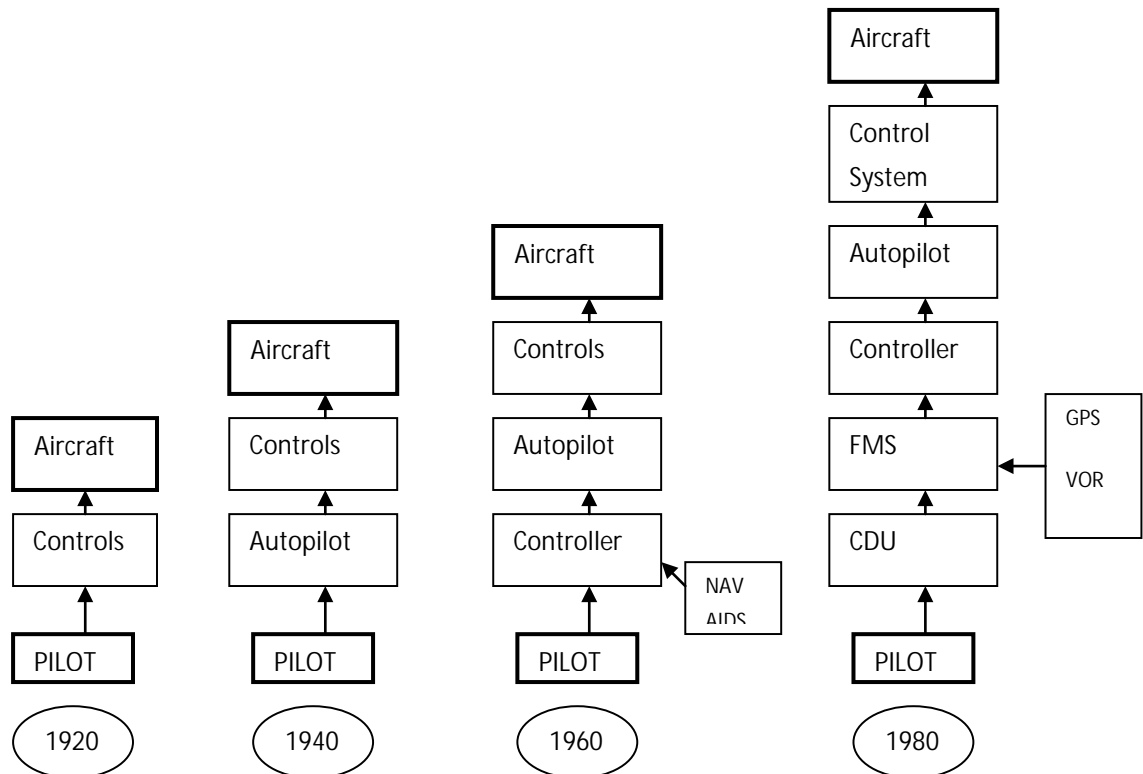 Aircraft
Controls
PILOT
1920
Aircraft
Controls
Autopilot
PILOT
1940
Aircraft
Controls
Autopilot
Controller
NAV
AIDS
PILOT
1960
Aircraft
Control
System
Autopilot
Controller
FMS
GPS
VOR
CDU
PILOT
1980